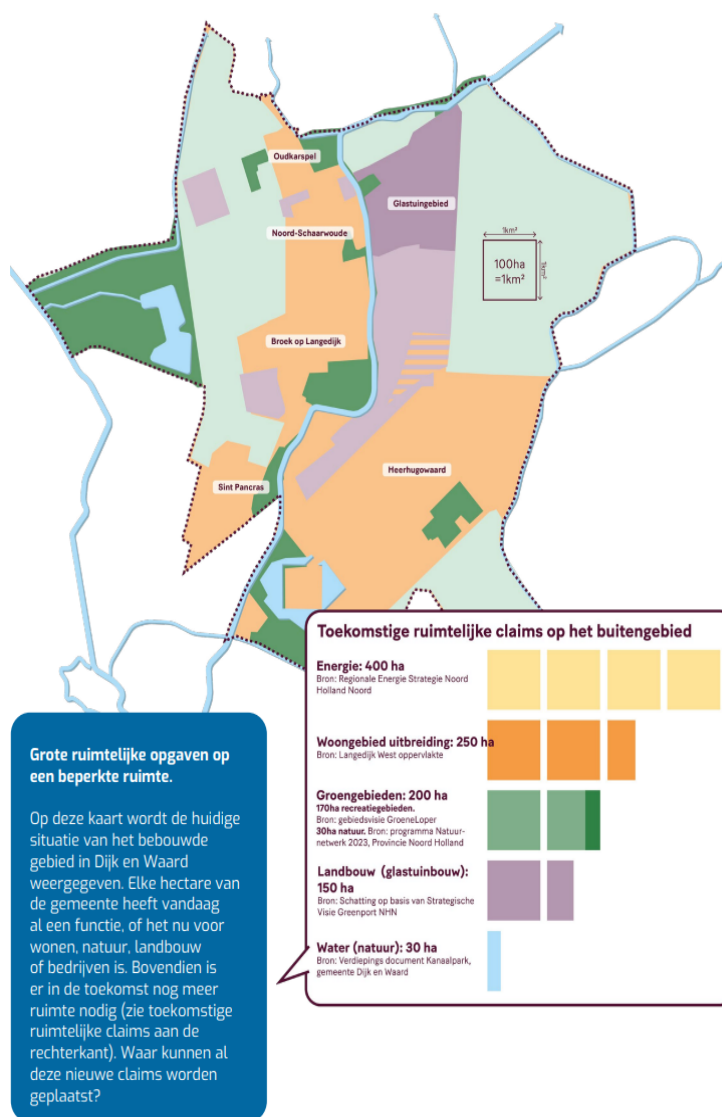 Oudkarspel
Glastuingebied
Noord-Schaarwoude
1km²
100ha
=1km²
1km²
Broek op Langedijk
Heerhugowaard
Sint Pancras
Toekomstige ruimtelijke claims op het buitengebied
Energie: 400 ha
Bron: Regionale Energie Strategie Noord
Holland Noord
Woongebied uitbreiding: 250 ha
Bron: Langedijk West oppervlakte
Groengebieden: 200 ha
170ha recreatiegebieden.
Bron: gebiedsvisie GroeneLoper
30ha natuur. Bron: programma Natuur-
netwerk 2023, Provincie Noord Holland
Landbouw (glastuinbouw):
150 ha
Bron: Schatting op basis van Strategische
Visie Greenport NHN
Water (natuur): 30 ha
Bron: Verdiepings document Kanaalpark,
gemeente Dijk en Waard
Grote ruimtelijke opgaven op
een beperkte ruimte.
Op deze kaart wordt de huidige
situatie van het bebouwde
gebied in Dijk en Waard
weergegeven. Elke hectare van
de gemeente heeft vandaag
al een functie, of het nu voor
wonen, natuur, landbouw
of bedrijven is. Bovendien is
er in de toekomst nog meer
ruimte nodig (zie toekomstige
ruimtelijke claims aan de
rechterkant). Waar kunnen al
deze nieuwe claims worden
geplaatst?